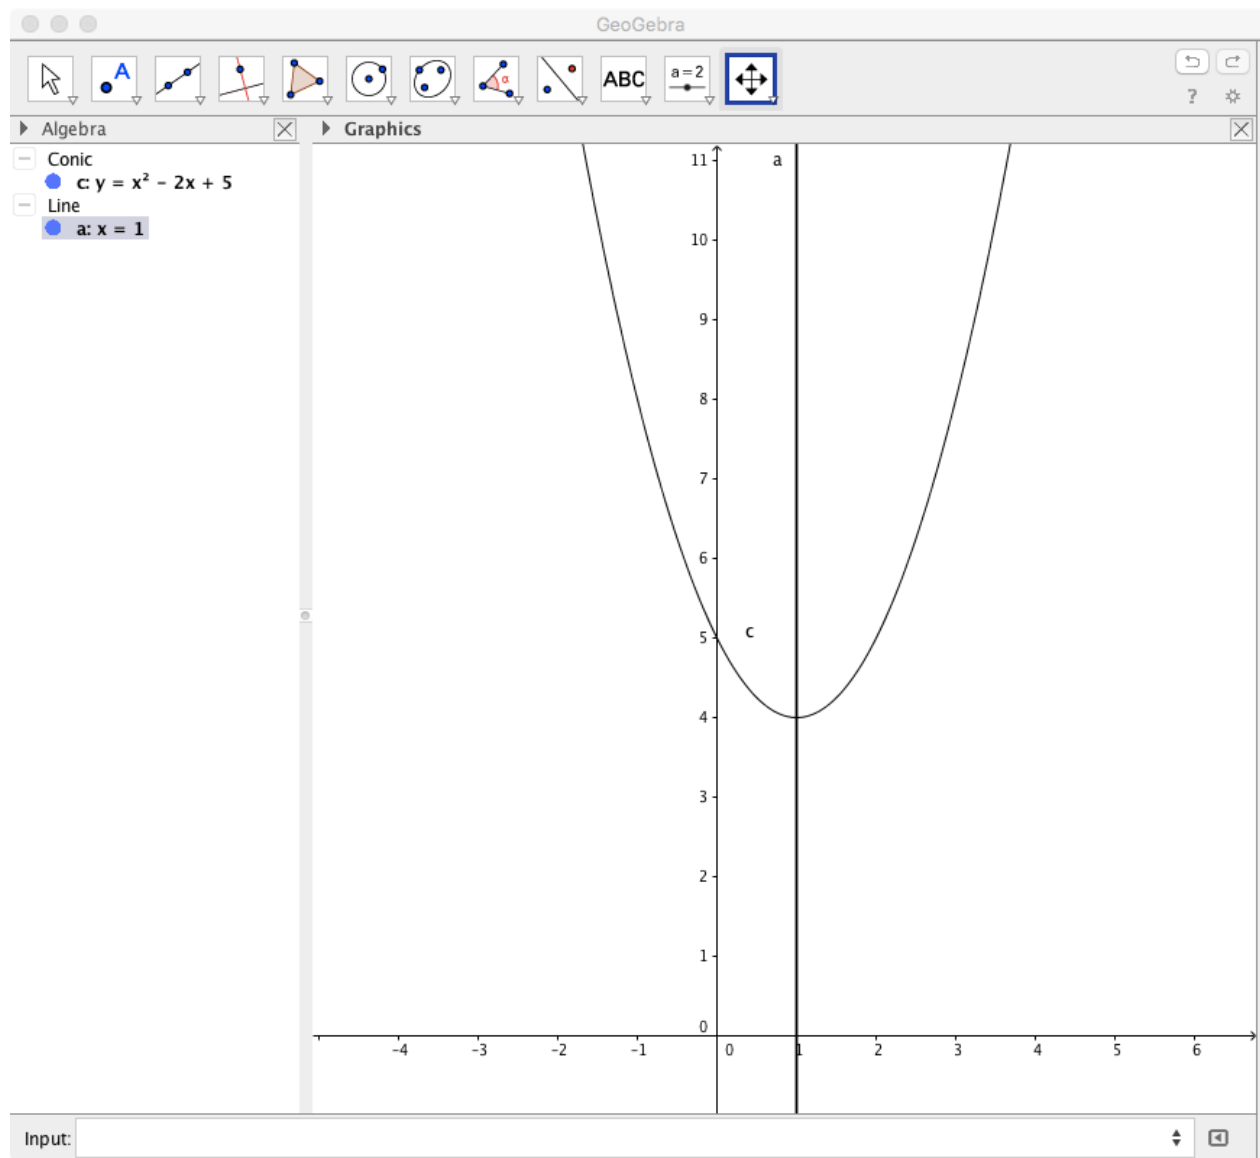 GeoGebra
A
α
ABC
a=2
?
Algebra
Graphics
Conic
c: y = x² – 2x + 5
Line
a: x = 1
a
c
11
10
9
8
7
6
5
4
3
2
1
0
–4 –3 –2 –1 0 1 2 3 4 5 6
Input: